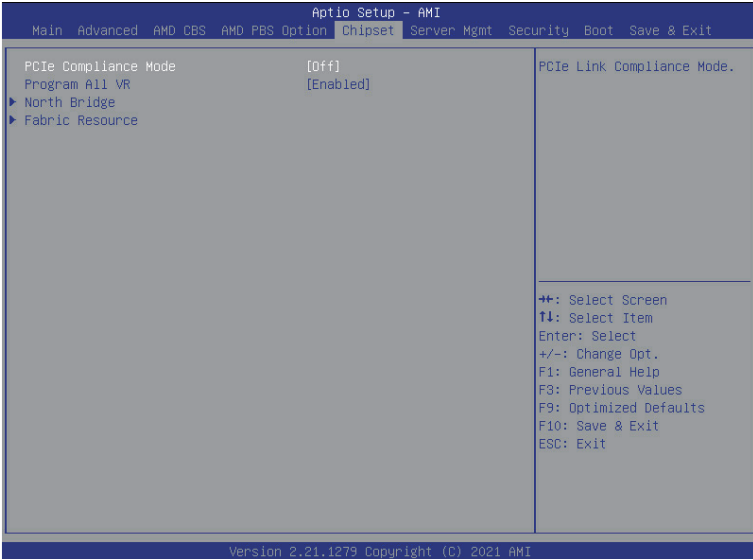 Aptio Setup – AMI
Main Advanced AMD CBS AMD PBS Option Chipset Server Mgmt Security Boot Save & Exit
PCIe Compliance Mode [Off]
Program All VR [Enabled]
North Bridge
Fabric Resource
PCIe Link Compliance Mode.
→←: Select Screen
↑↓: Select Item
Enter: Select
+/-: Change Opt.
F1: General Help
F3: Previous Values
F9: Optimized Defaults
F10: Save & Exit
ESC: Exit
Version 2.21.1279 Copyright (C) 2021 AMI